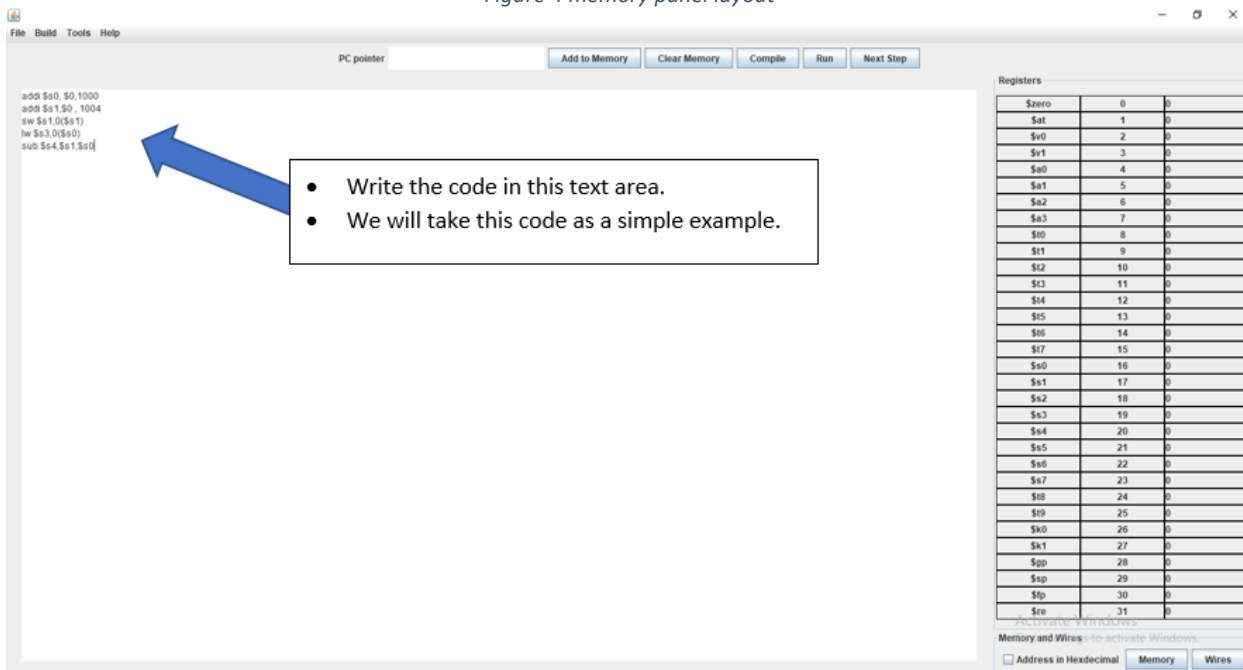 Figure 4 memory panel layout
File Build Tools Help
PC pointer Add to Memory Clear Memory Compile Run Next Step
addi $s0, $0,1000
addi $s1,$0 , 1004
sw $s1,0($s1)
lw $s3,0($s0)
sub $s4,$s1,$s0
• Write the code in this text area.
• We will take this code as a simple example.
Registers
$zero 0 0
$at 1 0
$v0 2 0
$v1 3 0
$a0 4 0
$a1 5 0
$a2 6 0
$a3 7 0
$t0 8 0
$t1 9 0
$t2 10 0
$t3 11 0
$t4 12 0
$t5 13 0
$t6 14 0
$t7 15 0
$s0 16 0
$s1 17 0
$s2 18 0
$s3 19 0
$s4 20 0
$s5 21 0
$s6 22 0
$s7 23 0
$t8 24 0
$t9 25 0
$k0 26 0
$k1 27 0
$gp 28 0
$sp 29 0
$fp 30 0
$re 31 0
Activate Windows
Memory and Wires
to activate Windows.
Address in Hexdecimal Memory Wires